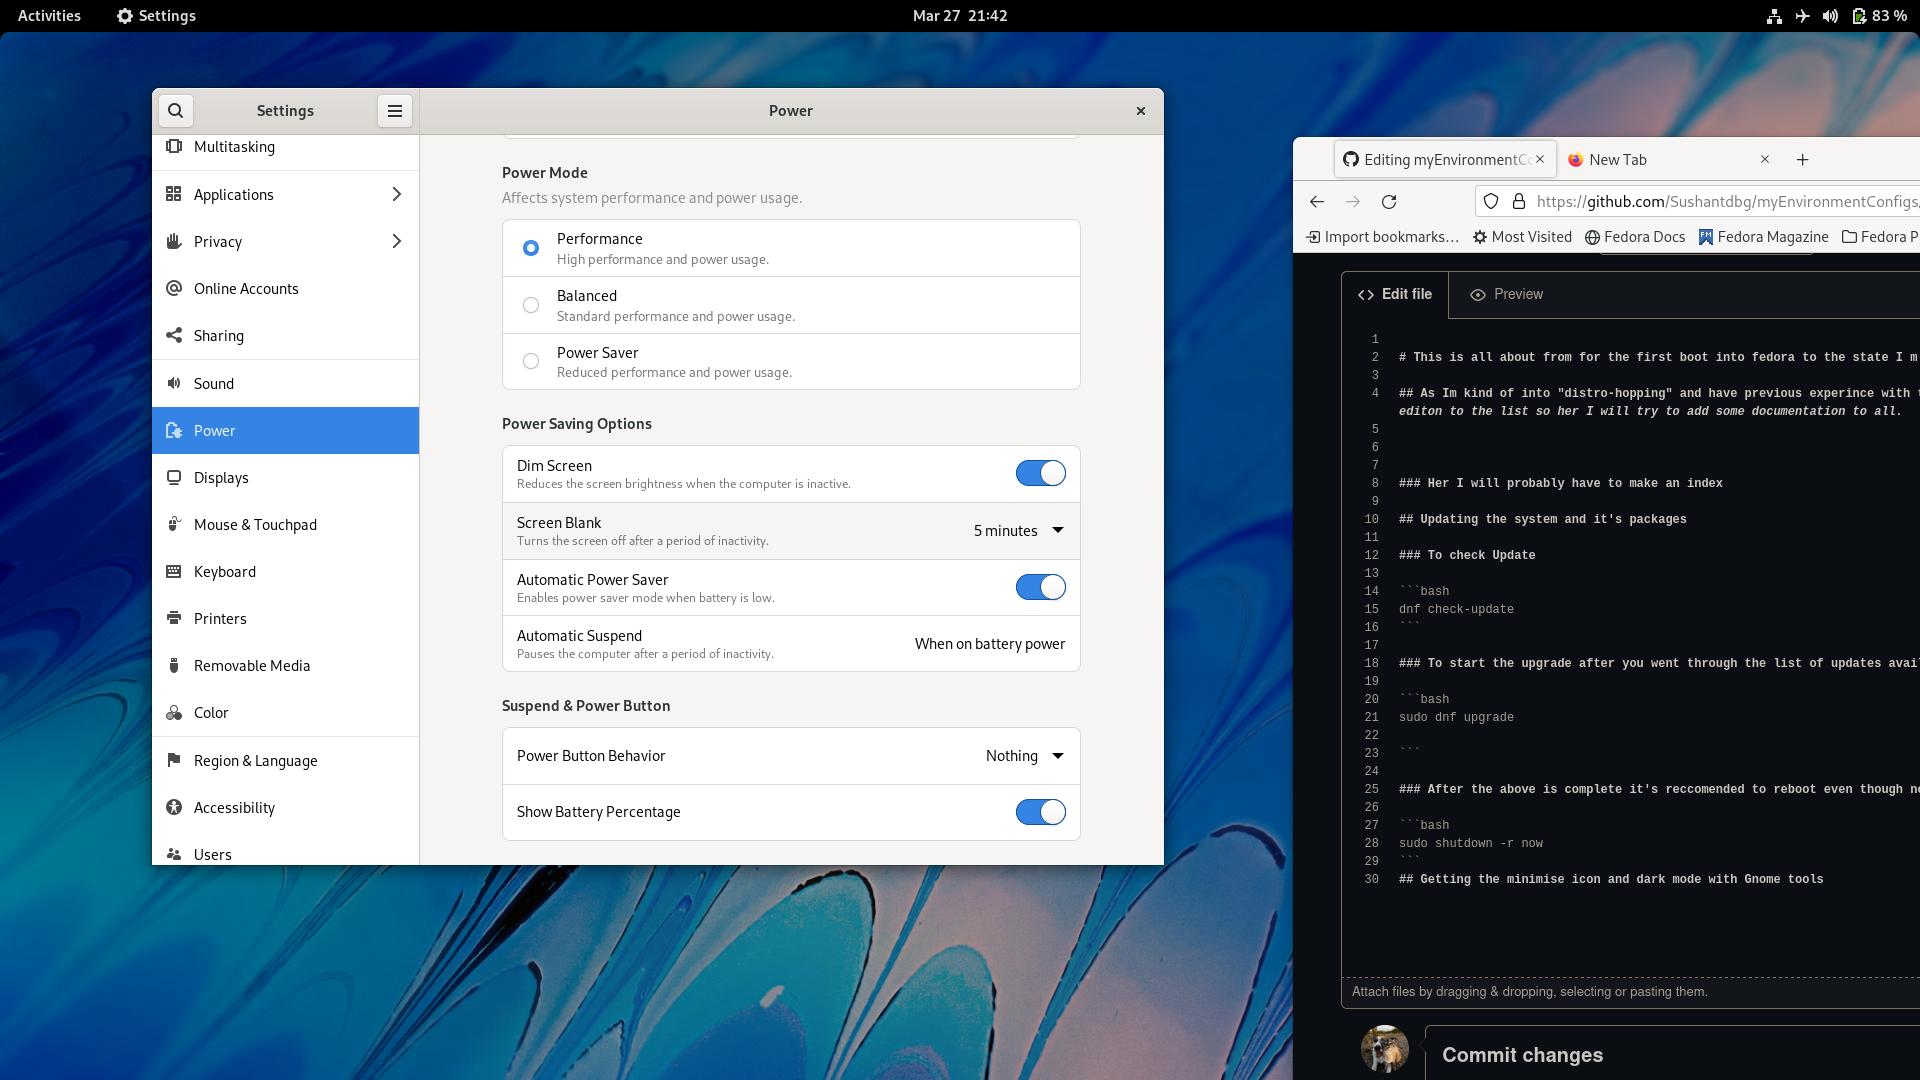 Activities
Settings
Mar 27 21:42
83 %
Settings
Power
Multitasking
Applications
Privacy
Online Accounts
Sharing
Sound
Power
Displays
Mouse & Touchpad
Keyboard
Printers
Removable Media
Color
Region & Language
Accessibility
Users
Power Mode
Affects system performance and power usage.
Performance
High performance and power usage.
Balanced
Standard performance and power usage.
Power Saver
Reduced performance and power usage.
Power Saving Options
Dim Screen
Reduces the screen brightness when the computer is inactive.
Screen Blank
Turns the screen off after a period of inactivity.
5 minutes
Automatic Power Saver
Enables power saver mode when battery is low.
Automatic Suspend
Pauses the computer after a period of inactivity.
When on battery power
Suspend & Power Button
Power Button Behavior
Nothing
Show Battery Percentage
Editing myEnvironmentC
New Tab
https://github.com/Sushantdbg/myEnvironmentConfigs/
Import bookmarks…
Most Visited
Fedora Docs
Fedora Magazine
Fedora P
Edit file
Preview
1
2 # This is all about from for the first boot into fedora to the state I m
3
4 ## As Im kind of into "distro-hopping" and have previous experince with t
editon to the list so her I will try to add some documentation to all.
5
6
7
8 ### Her I will probably have to make an index
9
10 ## Updating the system and it's packages
11
12 ### To check Update
13
14 ```bash
15 dnf check-update
16 ```
17
18 ### To start the upgrade after you went through the list of updates avai
19
20 ```bash
21 sudo dnf upgrade
22
23 ```
24
25 ### After the above is complete it's reccomended to reboot even though no
26
27 ```bash
28 sudo shutdown -r now
29 ```
30 ## Getting the minimise icon and dark mode with Gnome tools
Attach files by dragging & dropping, selecting or pasting them.
Commit changes